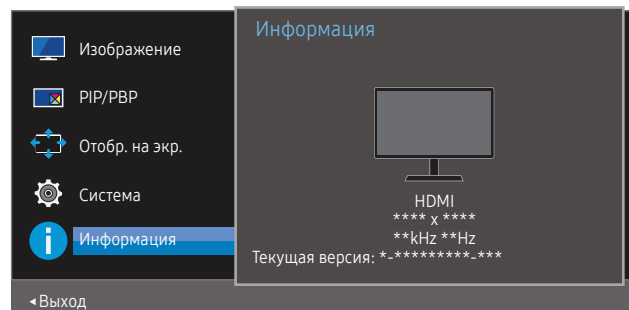 Изображение
PIP/PBP
Отобр. на экр.
Система
Информация
Информация
HDMI
**** x ****
**kHz **Hz
Текущая версия: *-*********-***
◂Выход